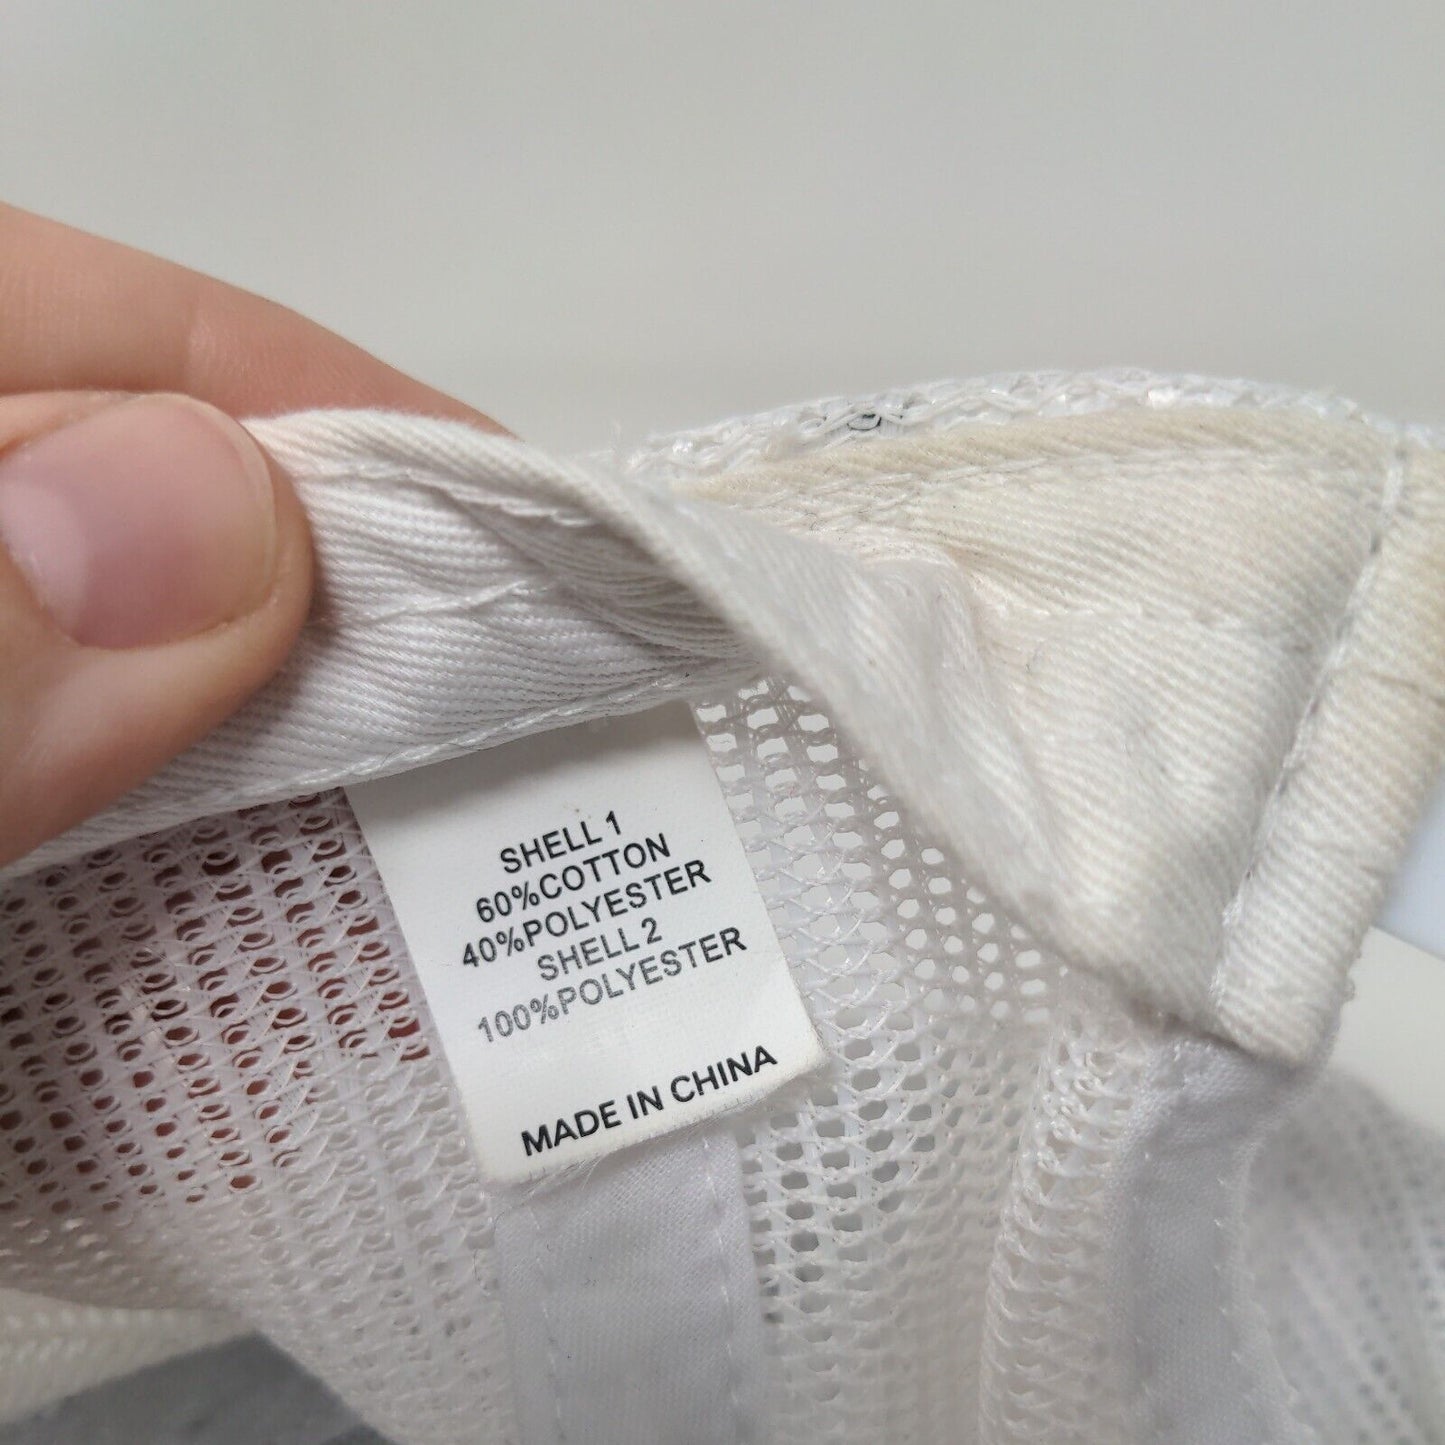 SHELL 1
60%COTTON
40%POLYESTER
SHELL 2
100%POLYESTER
MADE IN CHINA